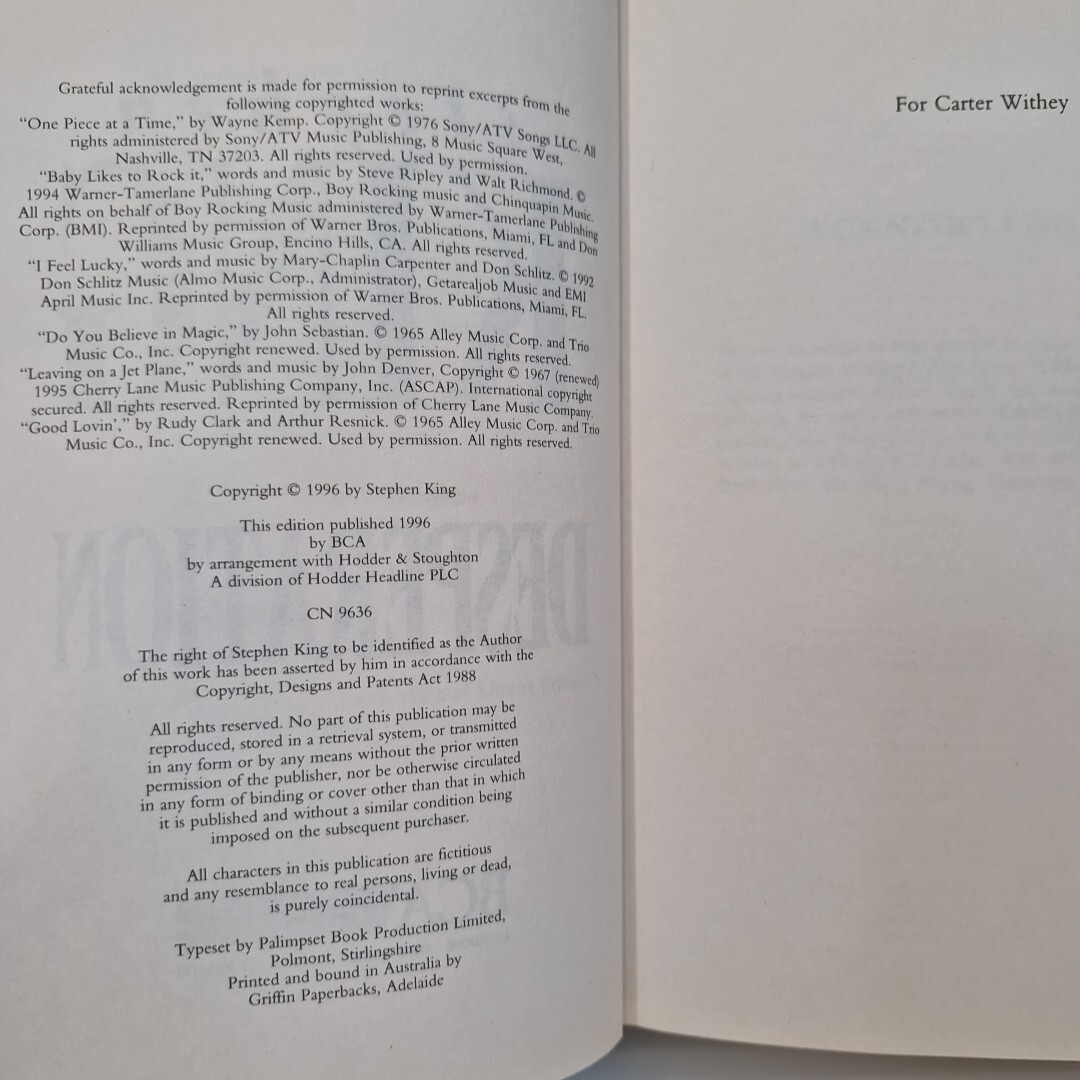 Grateful acknowledgement is made for permission to reprint excerpts from the
following copyrighted works:
“One Piece at a Time,” by Wayne Kemp. Copyright © 1976 Sony/ATV Songs LLC. All
rights administered by Sony/ATV Music Publishing, 8 Music Square West,
Nashville, TN 37203. All rights reserved. Used by permission.
“Baby Likes to Rock it,” words and music by Steve Ripley and Walt Richmond. ©
1994 Warner-Tamerlane Publishing Corp., Boy Rocking music and Chinquapin Music.
All rights on behalf of Boy Rocking Music administered by Warner-Tamerlane Publishing
Corp. (BMI). Reprinted by permission of Warner Bros. Publications, Miami, FL and Don
Williams Music Group, Encino Hills, CA. All rights reserved.
“I Feel Lucky,” words and music by Mary-Chaplin Carpenter and Don Schlitz. © 1992
Don Schlitz Music (Almo Music Corp., Administrator), Getarealjob Music and EMI
April Music Inc. Reprinted by permission of Warner Bros. Publications, Miami, FL.
All rights reserved.
“Do You Believe in Magic,” by John Sebastian. © 1965 Alley Music Corp. and Trio
Music Co., Inc. Copyright renewed. Used by permission. All rights reserved.
“Leaving on a Jet Plane,” words and music by John Denver, Copyright © 1967 (renewed)
1995 Cherry Lane Music Publishing Company, Inc. (ASCAP). International copyright
secured. All rights reserved. Reprinted by permission of Cherry Lane Music Company.
“Good Lovin’,” by Rudy Clark and Arthur Resnick. © 1965 Alley Music Corp. and Trio
Music Co., Inc. Copyright renewed. Used by permission. All rights reserved.
Copyright © 1996 by Stephen King
This edition published 1996
by BCA
by arrangement with Hodder & Stoughton
A division of Hodder Headline PLC
CN 9636
The right of Stephen King to be identified as the Author
of this work has been asserted by him in accordance with the
Copyright, Designs and Patents Act 1988
All rights reserved. No part of this publication may be
reproduced, stored in a retrieval system, or transmitted
in any form or by any means without the prior written
permission of the publisher, nor be otherwise circulated
in any form of binding or cover other than that in which
it is published and without a similar condition being
imposed on the subsequent purchaser.
All characters in this publication are fictitious
and any resemblance to real persons, living or dead,
is purely coincidental.
Typeset by Palimpset Book Production Limited,
Polmont, Stirlingshire
Printed and bound in Australia by
Griffin Paperbacks, Adelaide
For Carter Withey